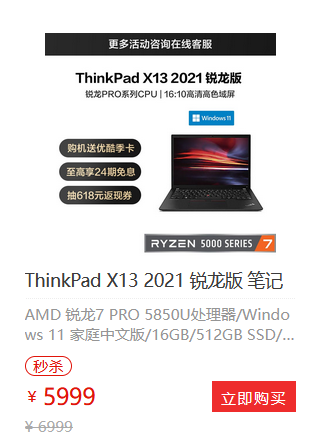 更多活动咨询在线客服
ThinkPad X13 2021 锐龙版
锐龙PRO系列CPU | 16:10高清高色域屏
Windows 11
购机送优酷季卡
至高享24期免息
抽618元返现券
RYZEN 5000 SERIES 7
ThinkPad X13 2021 锐龙版 笔记
AMD 锐龙7 PRO 5850U处理器/Windo
ws 11 家庭中文版/16GB/512GB SSD/...
秒杀
¥ 5999
立即购买
¥ 6999